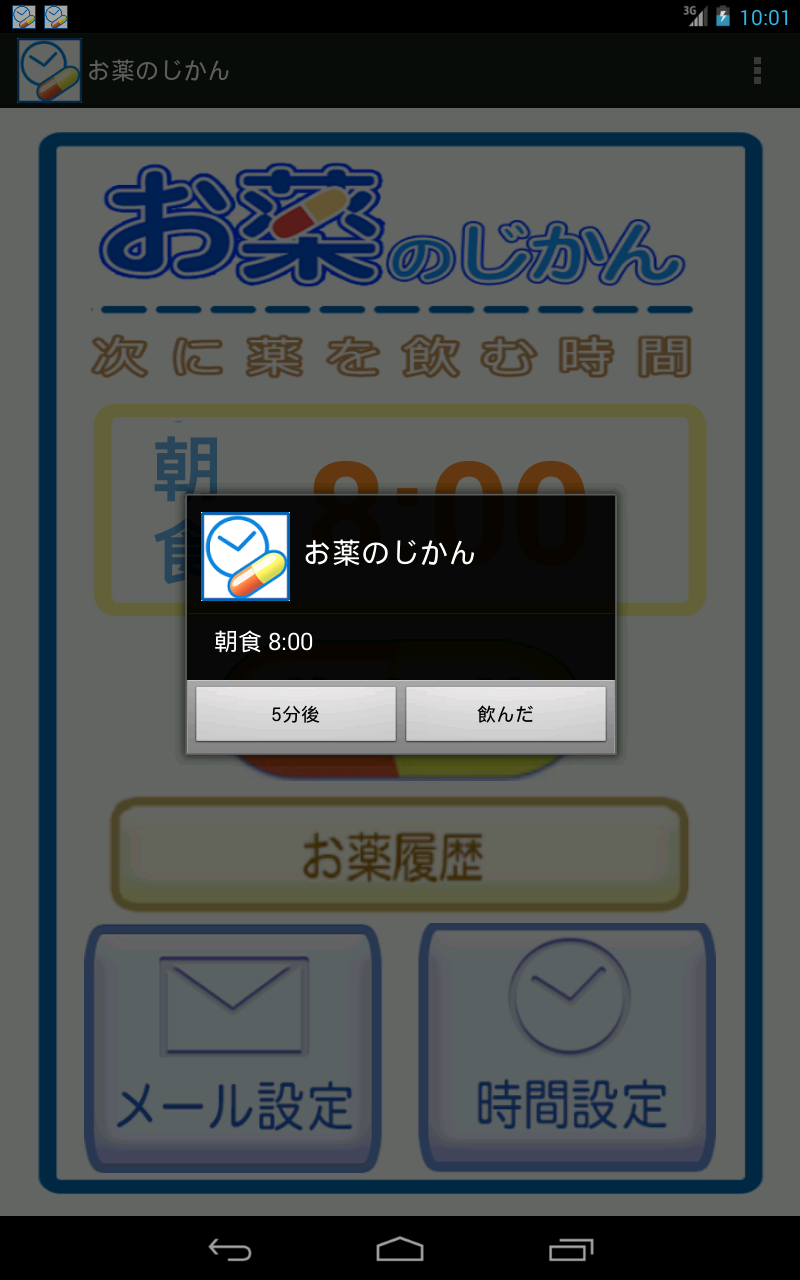 3G 10:01
お薬のじかん
お薬のじかん
次に薬を飲む時間
朝食 8:00
お薬のじかん
朝食 8:00
5分後 飲んだ
お薬履歴
メール設定 時間設定